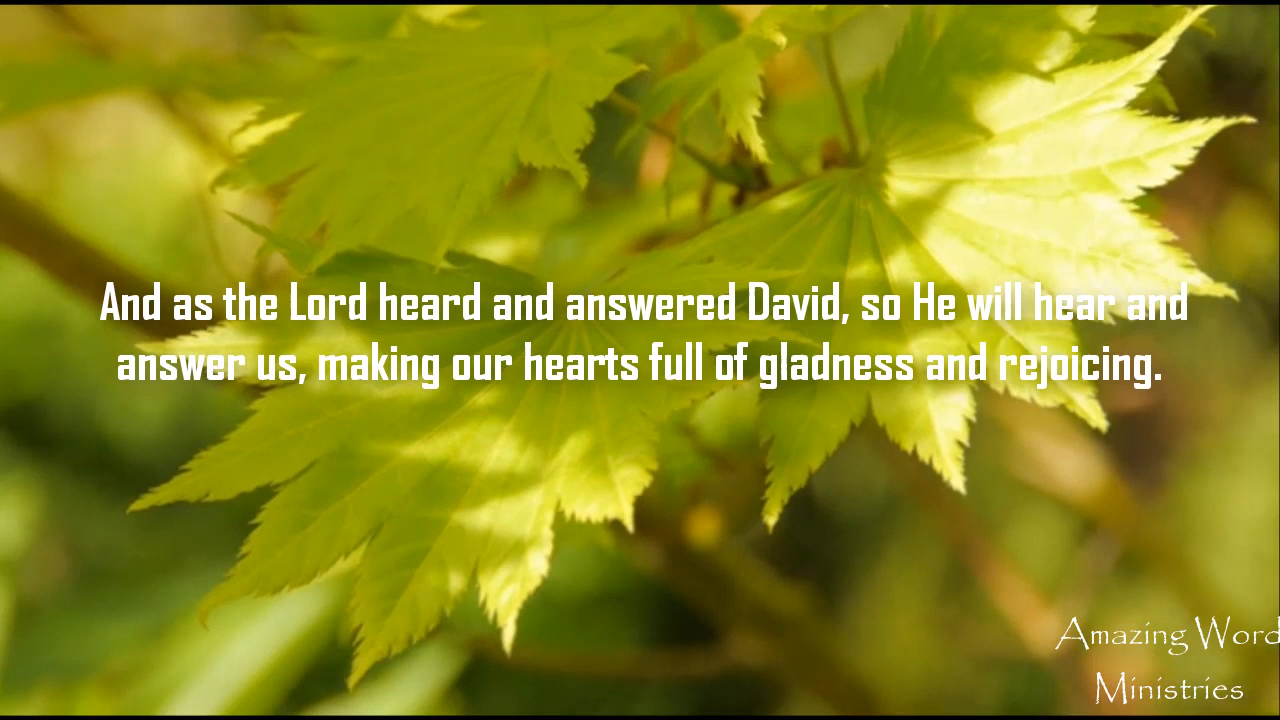 And as the Lord heard and answered David, so He will hear and
answer us, making our hearts full of gladness and rejoicing.
Amazing Word
Ministries